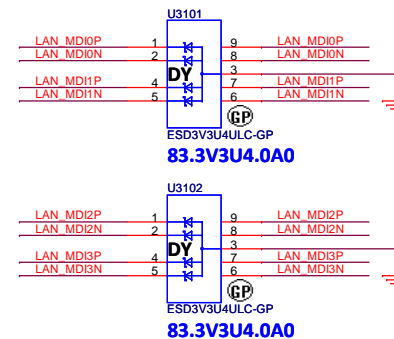 U3101
LAN_MDI0P 1 9 LAN_MDI0P
LAN_MDI0N 2 8 LAN_MDI0N
DY 3
LAN_MDI1P 4 7 LAN_MDI1P
LAN_MDI1N 5 6 LAN_MDI1N
GP
ESD3V3U4ULC-GP
83.3V3U4.0A0
U3102
LAN_MDI2P 1 9 LAN_MDI2P
LAN_MDI2N 2 8 LAN_MDI2N
DY 3
LAN_MDI3P 4 7 LAN_MDI3P
LAN_MDI3N 5 6 LAN_MDI3N
GP
ESD3V3U4ULC-GP
83.3V3U4.0A0